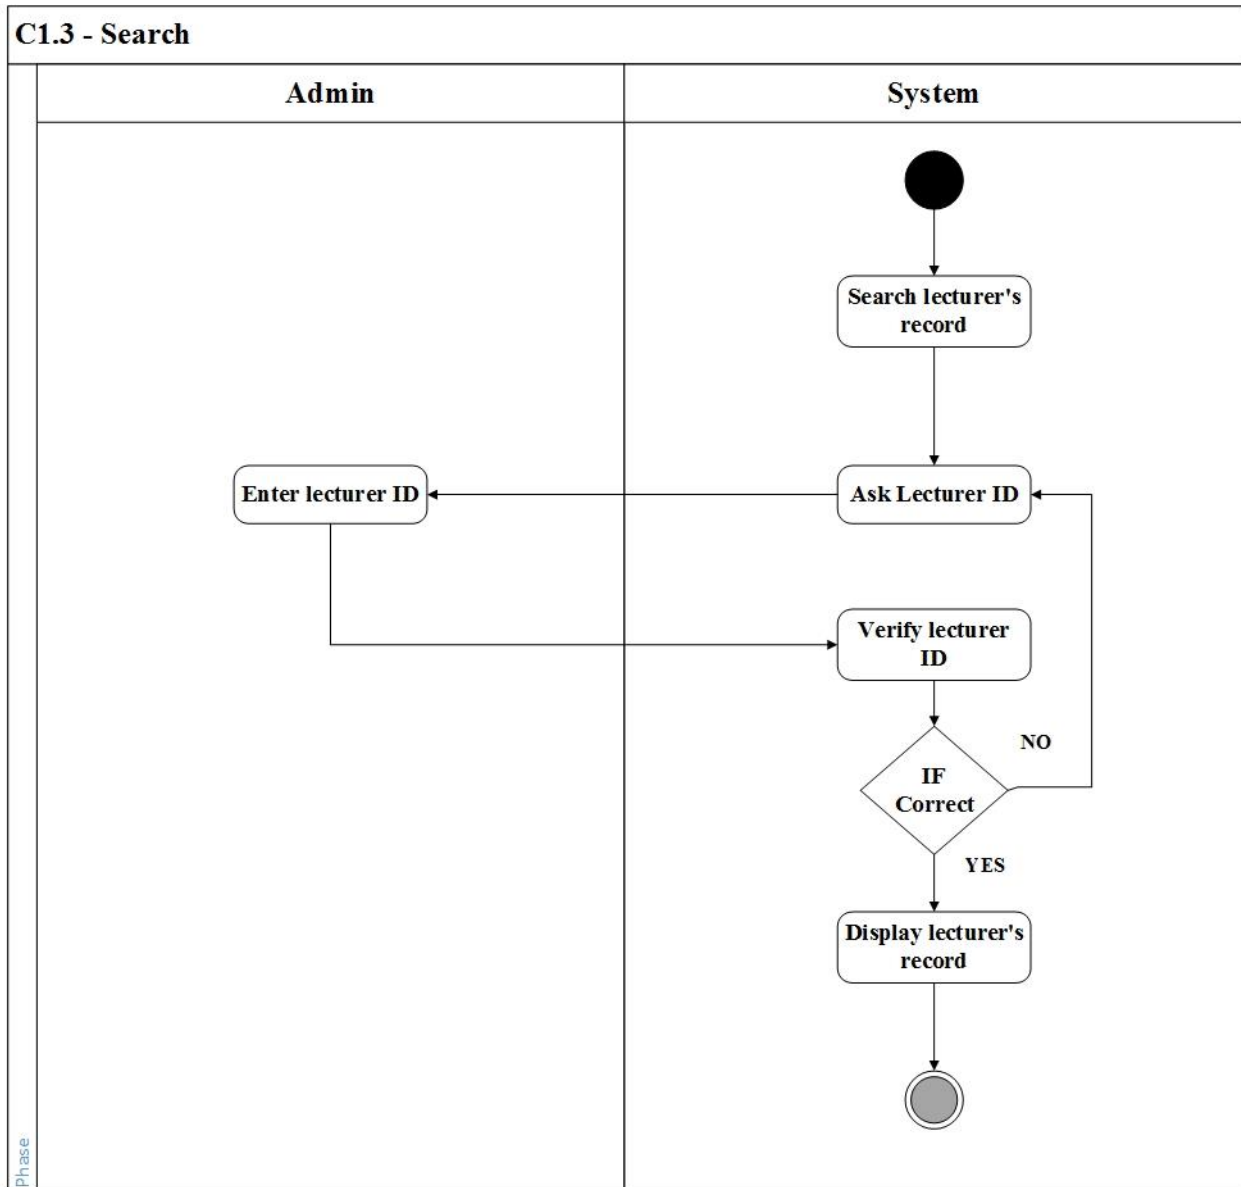 C1.3 - Search
Admin
System
Search lecturer's
record
Enter lecturer ID
Ask Lecturer ID
Verify lecturer
ID
NO
IF
Correct
YES
Display lecturer's
record
Phase